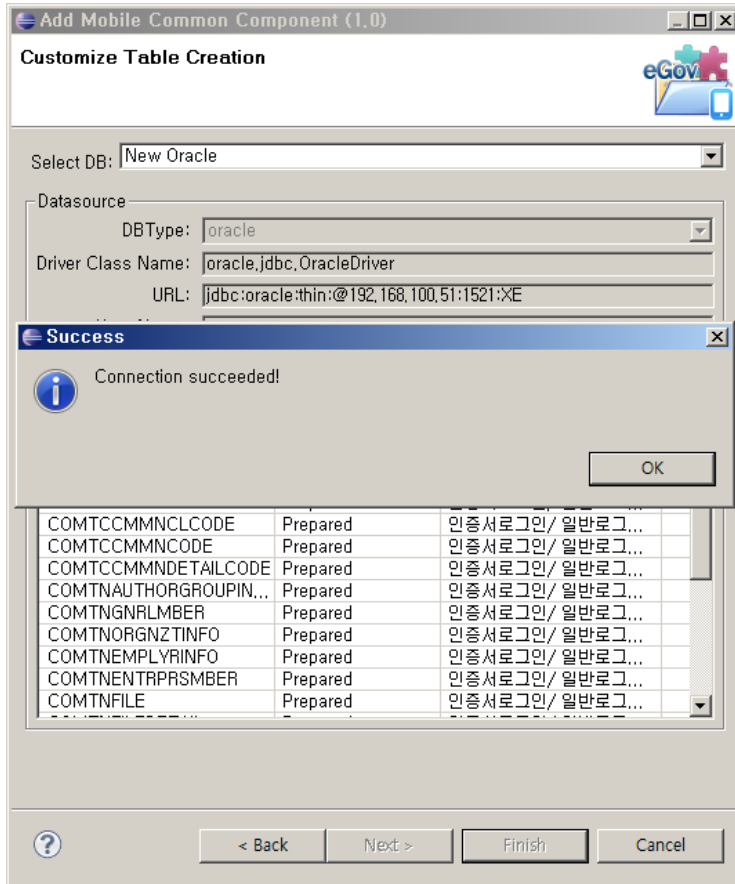 Add Mobile Common Component (1.0)
Customize Table Creation
eGov
Select DB: New Oracle
Datasource
DBType: oracle
Driver Class Name: oracle.jdbc.OracleDriver
URL: jdbc:oracle:thin:@192.168.100.51:1521:XE
Success
Connection succeeded!
OK
COMTCCMMNCLCODE Prepared 인증서로그인/ 일반로그...
COMTCCMMNCODE Prepared 인증서로그인/ 일반로그...
COMTCCMMNDETAILCODE Prepared 인증서로그인/ 일반로그...
COMTNAUTHORGROUPIN... Prepared 인증서로그인/ 일반로그...
COMTNGNRLMBER Prepared 인증서로그인/ 일반로그...
COMTNORGNZTINFO Prepared 인증서로그인/ 일반로그...
COMTNEMPLYRINFO Prepared 인증서로그인/ 일반로그...
COMTNENTRPRSMBER Prepared 인증서로그인/ 일반로그...
COMTNFILE Prepared 인증서로그인/ 일반로그...
? < Back Next > Finish Cancel